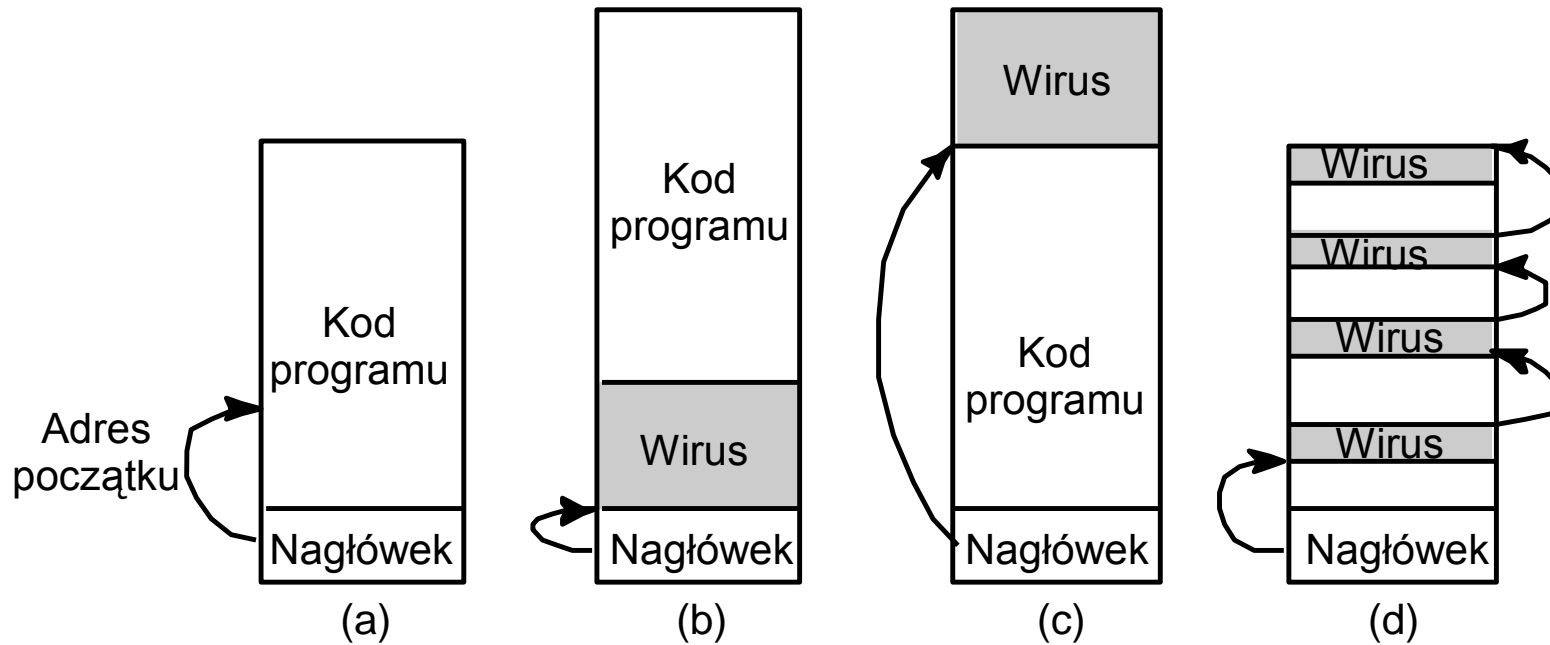 Adres
początku
Kod
programu
Nagłówek
(a)
Kod
programu
Wirus
Nagłówek
(b)
Wirus
Kod
programu
Nagłówek
(c)
Wirus
Wirus
Wirus
Wirus
Nagłówek
(d)